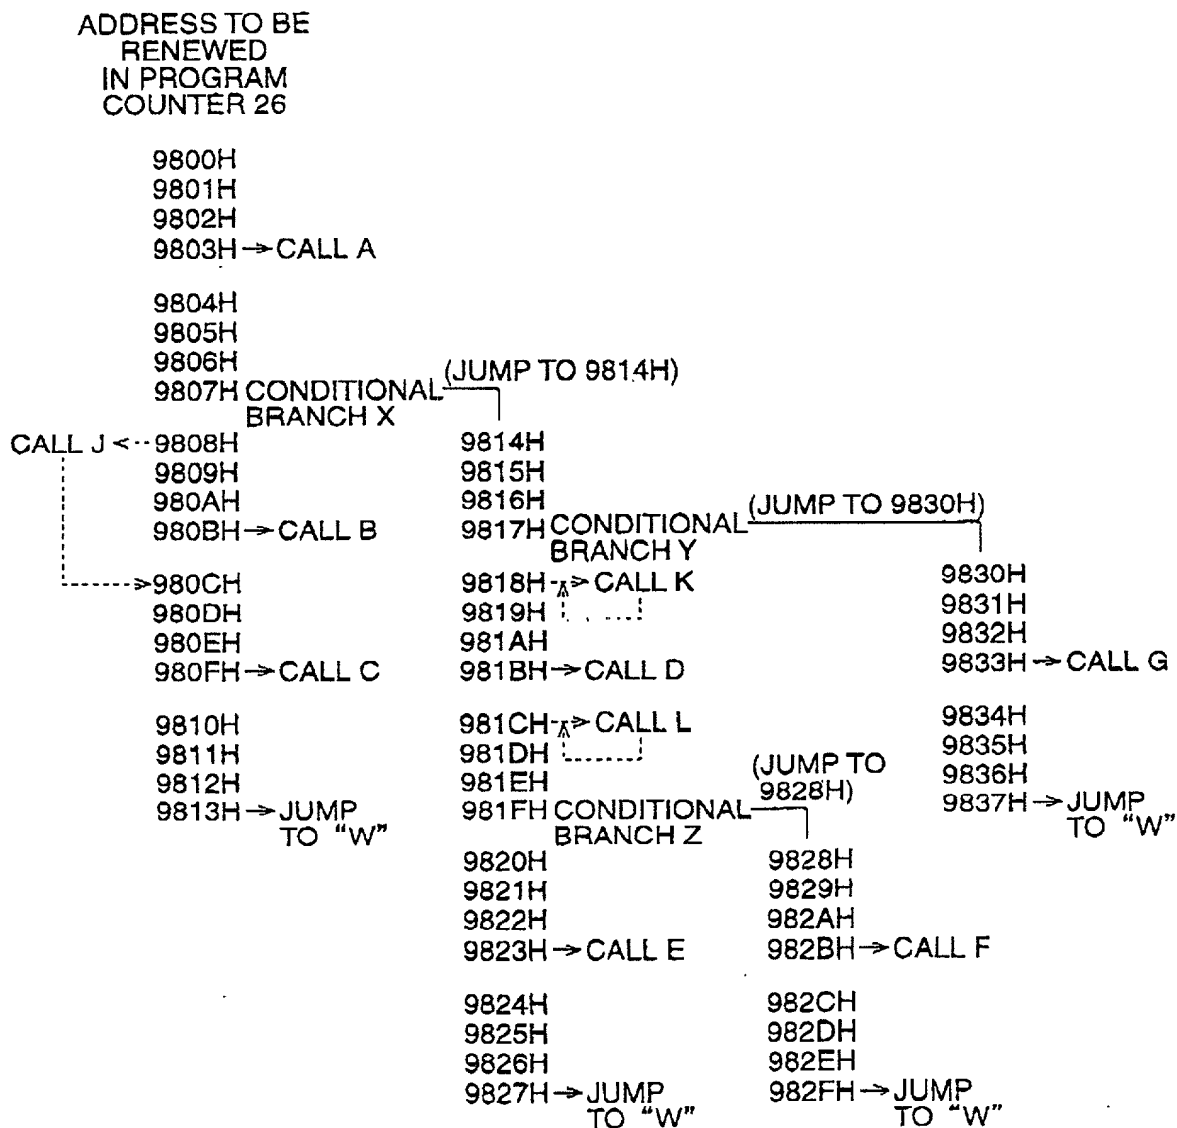 ADDRESS TO BE
RENEWED
IN PROGRAM
COUNTER 26
9800H
9801H
9802H
9803H → CALL A
9804H
9805H
9806H
9807H CONDITIONAL
BRANCH X
(JUMP TO 9814H)
CALL J
9808H
9809H
980AH
980BH → CALL B
980CH
980DH
980EH
980FH → CALL C
9810H
9811H
9812H
9813H → JUMP
TO "W"
9814H
9815H
9816H
9817H CONDITIONAL
BRANCH Y
(JUMP TO 9830H)
9818H → CALL K
9819H
981AH
981BH → CALL D
981CH → CALL L
981DH
981EH
981FH CONDITIONAL
BRANCH Z
(JUMP TO
9828H)
9820H
9821H
9822H
9823H → CALL E
9824H
9825H
9826H
9827H → JUMP
TO "W"
9828H
9829H
982AH
982BH → CALL F
982CH
982DH
982EH
982FH → JUMP
TO "W"
9830H
9831H
9832H
9833H → CALL G
9834H
9835H
9836H
9837H → JUMP
TO "W"